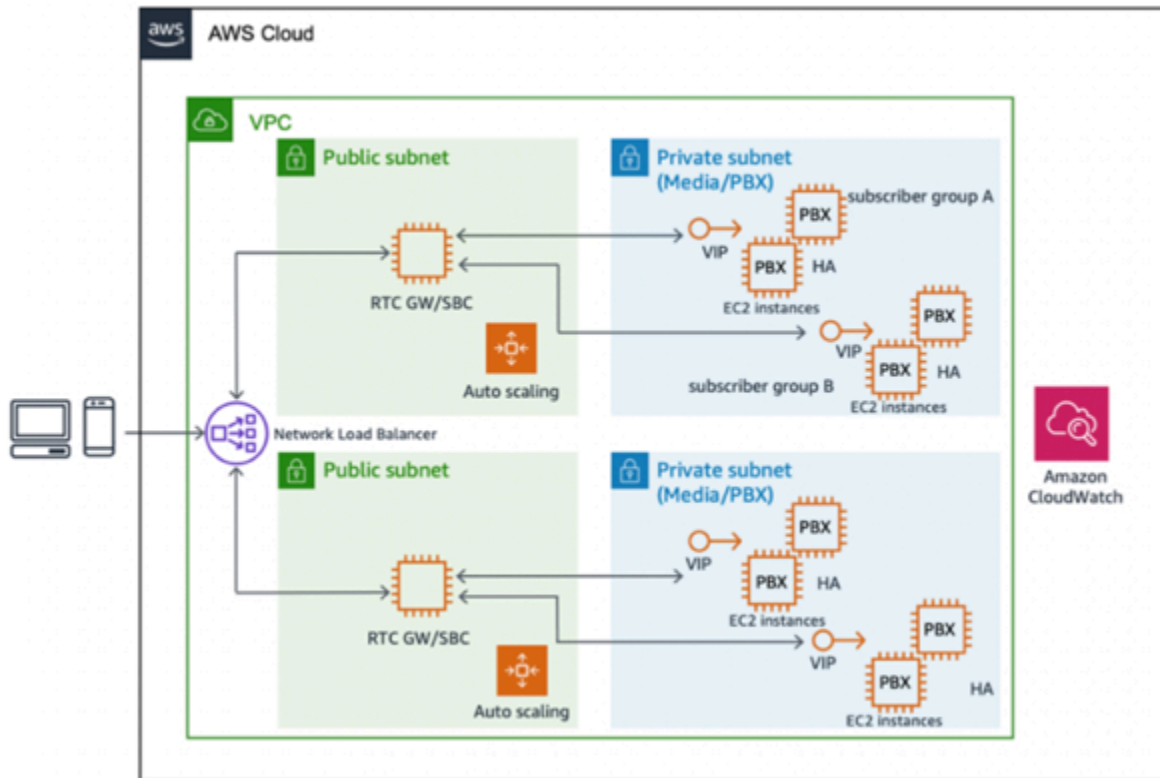 aws
AWS Cloud
VPC
Public subnet
Private subnet
(Media/PBX)
PBX
subscriber group A
VIP
PBX
HA
RTC GW/SBC
EC2 instances
PBX
VIP
PBX
HA
Auto scaling
subscriber group B
EC2 instances
Network Load Balancer
Public subnet
Private subnet
(Media/PBX)
Amazon
CloudWatch
PBX
VIP
PBX
HA
EC2 instances
PBX
RTC GW/SBC
VIP
PBX
HA
Auto scaling
EC2 instances